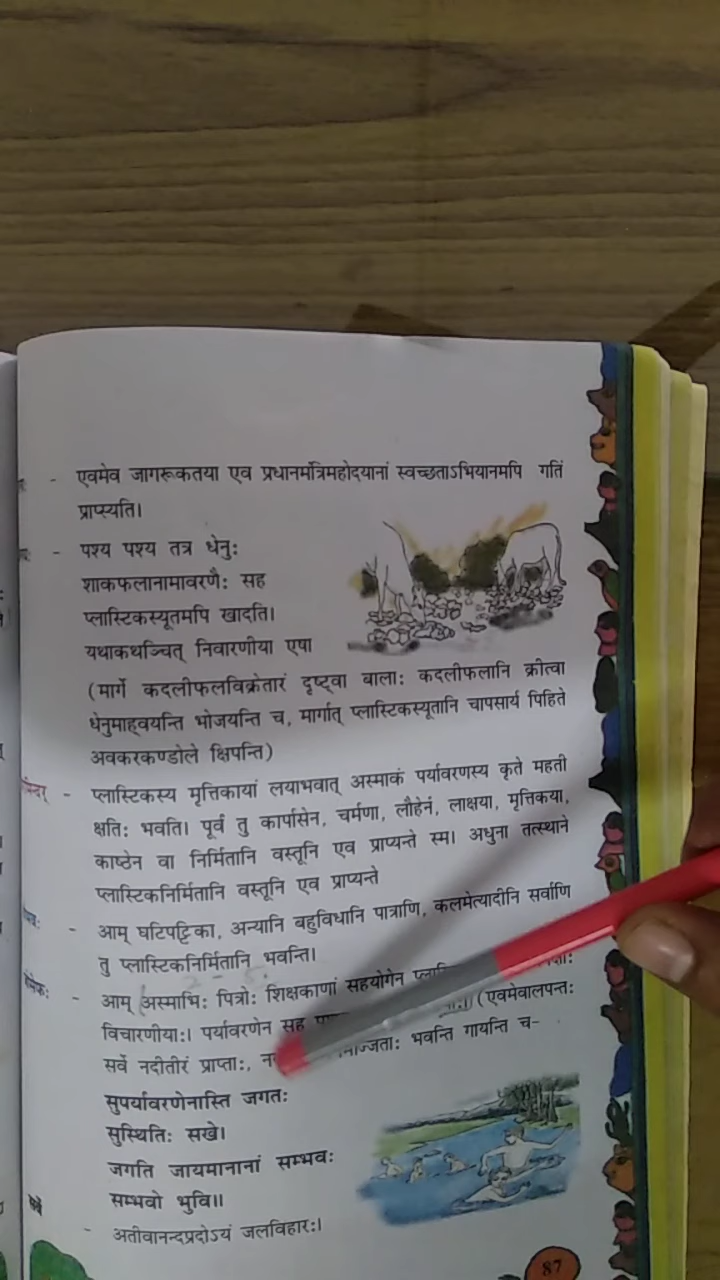 - एवमेव जागरूकतया एव प्रधानमंत्रिमहोदयानां स्वच्छताऽभियानमपि गतिं
प्राप्स्यति।
- पश्य पश्य तत्र धेनुः
शाकफलानामावरणैः सह
प्लास्टिकस्यूतमपि खादति।
यथाकथञ्चित् निवारणीया एषा
(मार्गे कदलीफलविक्रेतारं दृष्ट्वा बालाः कदलीफलानि क्रीत्वा
धेनुमाह्वयन्ति भोजयन्ति च, मार्गात् प्लास्टिकस्यूतानि चापसार्य पिहिते
अवकरकण्डोले क्षिपन्ति)
- प्लास्टिकस्य मृत्तिकायां लयाभावात् अस्माकं पर्यावरणस्य कृते महती
क्षतिः भवति। पूर्वं तु कार्पासेन, चर्मणा, लौहेन, लाक्षया, मृत्तिकया,
काष्ठेन वा निर्मितानि वस्तूनि एव प्राप्यन्ते स्म। अधुना तत्स्थाने
प्लास्टिकनिर्मितानि वस्तूनि एव प्राप्यन्ते
- आम् घटिपट्टिका, अन्यानि बहुविधानि पात्राणि, कलमेत्यादीनि सर्वाणि
तु प्लास्टिकनिर्मितानि भवन्ति।
- आम् अस्माभिः पित्रोः शिक्षकाणां सहयोगेन
विचारणीयाः। पर्यावरणेन सह (एवमेवालपन्तः
सर्वे नदीतीरं प्राप्ताः, भवन्ति गायन्ति च-
सुपर्यावरणेनास्ति जगतः
सुस्थितिः सखे।
जगति जायमानानां सम्भवः
सम्भवो भुवि॥
- अतीवानन्दप्रदोऽयं जलविहारः।
87